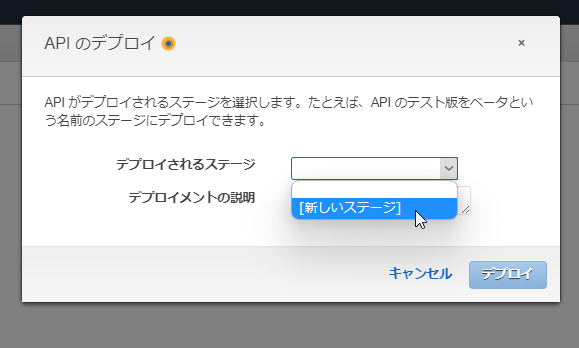 API のデプロイ
×
API がデプロイされるステージを選択します。たとえば、API のテスト版をベータとい
う名前のステージにデプロイできます。
デプロイされるステージ
デプロイメントの説明
[新しいステージ]
キャンセル
デプロイ